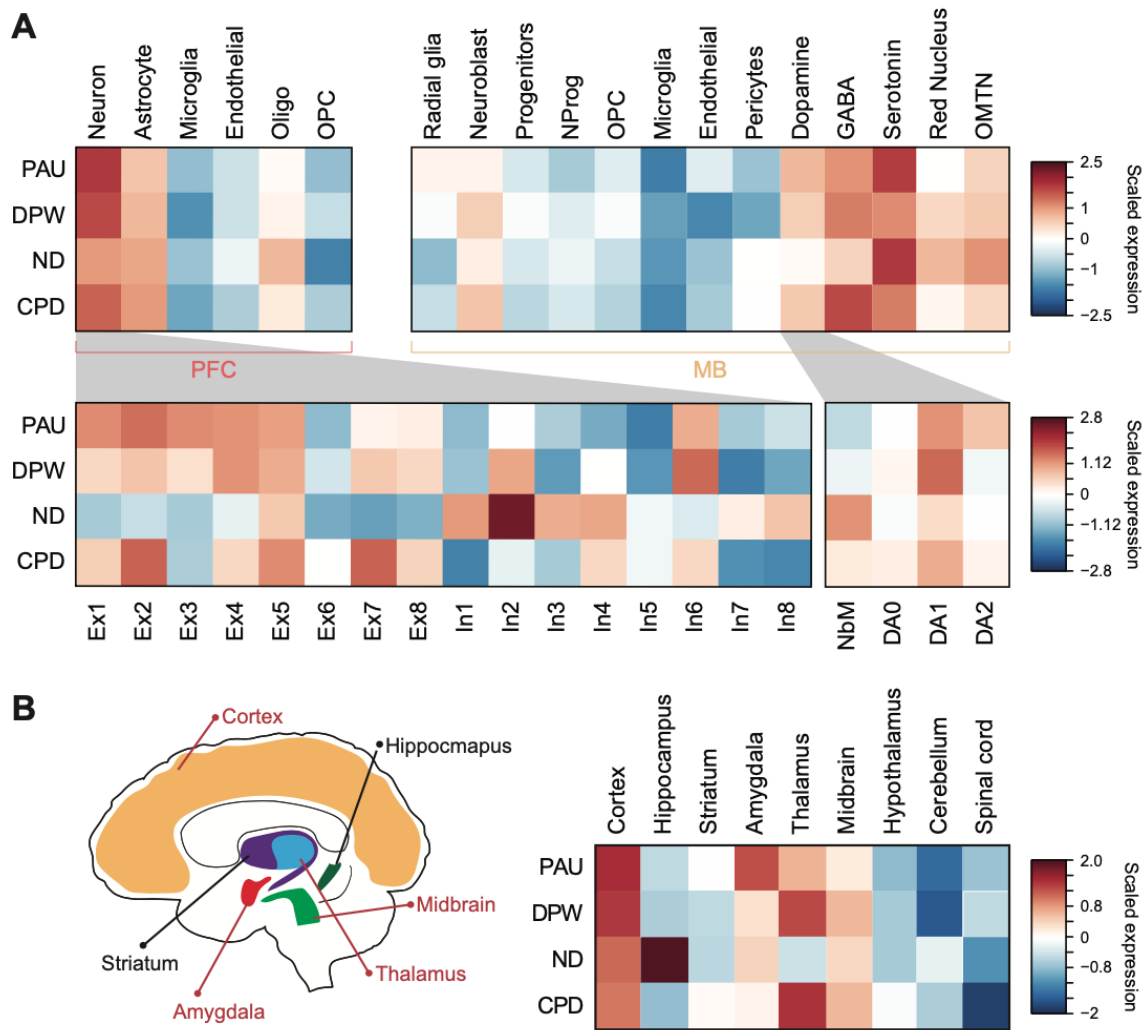 A
Neuron
Astrocyte
Microglia
Endothelial
Oligo
OPC
Radial glia
Neuroblast
Progenitors
NProg
OPC
Microglia
Endothelial
Pericytes
Dopamine
GABA
Serotonin
Red Nucleus
OMTN
PAU
DPW
ND
CPD
2.5
1
0
−1
−2.5
Scaled expression
PFC
MB
PAU
DPW
ND
CPD
2.8
1.12
0
−1.12
−2.8
Scaled expression
Ex1
Ex2
Ex3
Ex4
Ex5
Ex6
Ex7
Ex8
In1
In2
In3
In4
In5
In6
In7
In8
NbM
DA0
DA1
DA2
B
Cortex
Hippocmapus
Midbrain
Striatum
Thalamus
Amygdala
Cortex
Hippocampus
Striatum
Amygdala
Thalamus
Midbrain
Hypothalamus
Cerebellum
Spinal cord
PAU
DPW
ND
CPD
2.0
0.8
0
−0.8
−2
Scaled expression